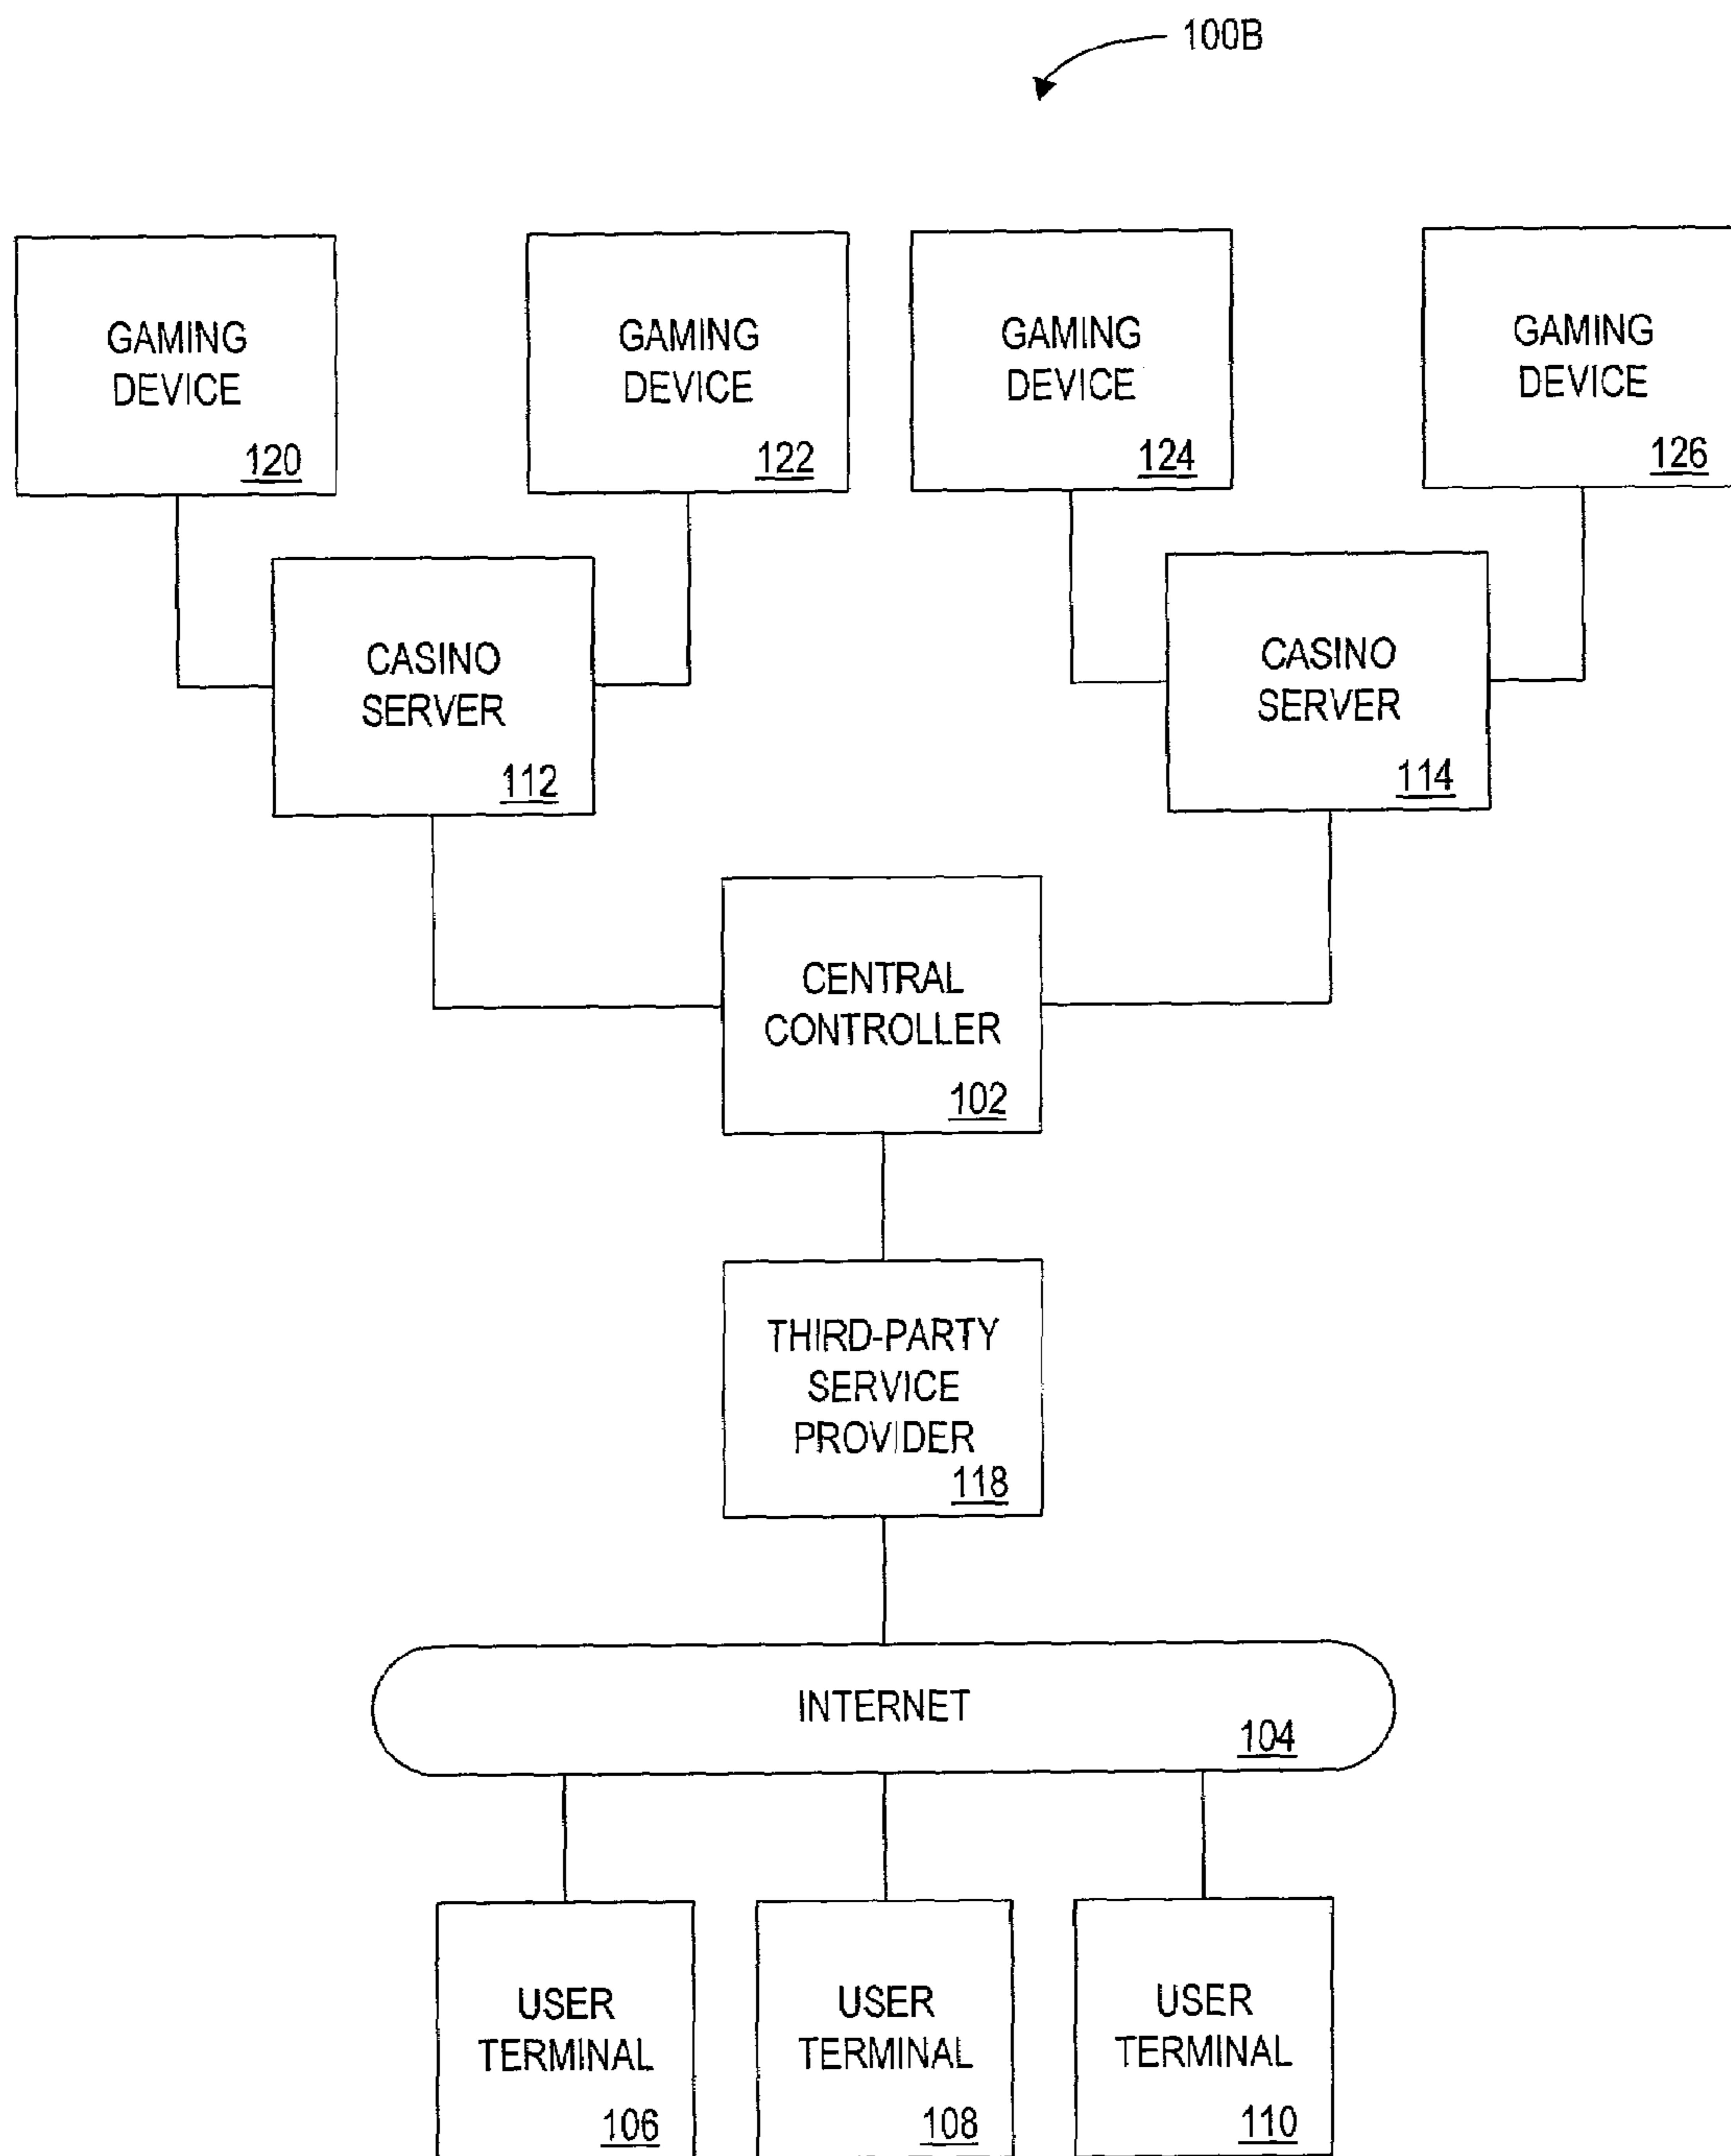 100B
GAMING
DEVICE
120
GAMING
DEVICE
122
GAMING
DEVICE
124
GAMING
DEVICE
126
CASINO
SERVER
112
CASINO
SERVER
114
CENTRAL
CONTROLLER
102
THIRD-PARTY
SERVICE
PROVIDER
118
INTERNET
104
USER
TERMINAL
106
USER
TERMINAL
108
USER
TERMINAL
110